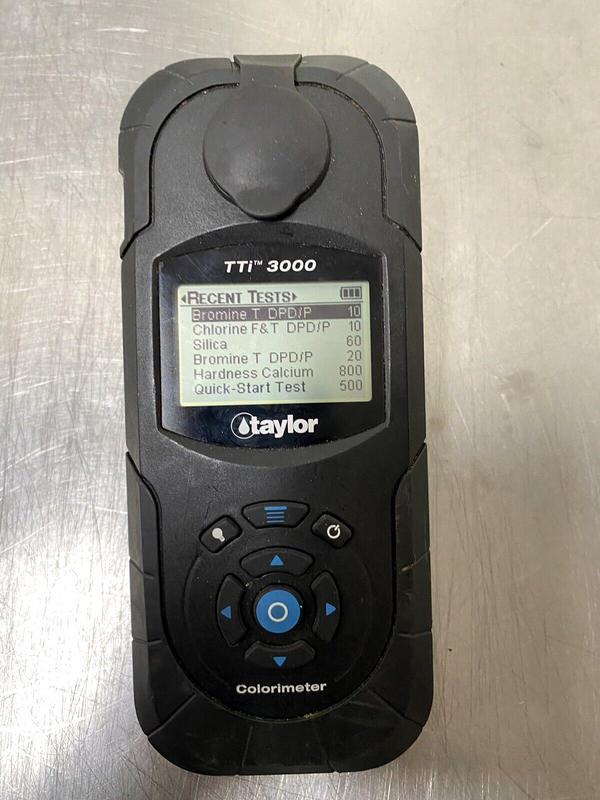 TTi™ 3000
RECENT TESTS
Bromine T DPD/P 10
Chlorine F&T DPD/P 10
Silica 60
Bromine T DPD/P 20
Hardness Calcium 800
Quick-Start Test 500
taylor
Colorimeter